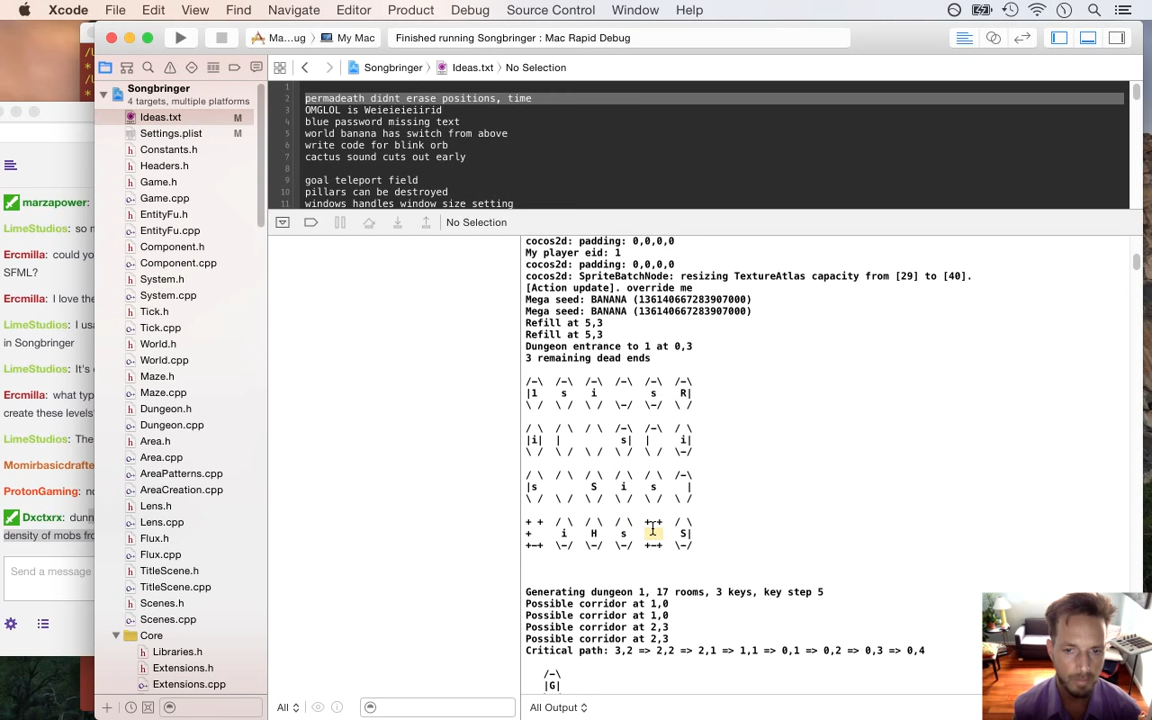 Xcode File Edit View Find Navigate Editor Product Debug Source Control Window Help
Ma...ug My Mac Finished running Songbringer : Mac Rapid Debug
Songbringer Ideas.txt No Selection
Songbringer
4 targets, multiple platforms
Ideas.txt M
Settings.plist M
Constants.h
Headers.h
Game.h
Game.cpp
EntityFu.h
EntityFu.cpp
Component.h
Component.cpp
System.h
System.cpp
Tick.h
Tick.cpp
World.h
World.cpp
Maze.h
Maze.cpp
Dungeon.h
Dungeon.cpp
Area.h
Area.cpp
AreaPatterns.cpp
AreaCreation.cpp
Lens.h
Lens.cpp
Flux.h
Flux.cpp
TitleScene.h
TitleScene.cpp
Scenes.h
Scenes.cpp
Core
Libraries.h
Extensions.h
Extensions.cpp
marzapower:
LimeStudios: so n
Ercmilla: could yo
SFML?
Ercmilla: I love the
LimeStudios: I usa
in Songbringer
LimeStudios: It's
Ercmilla: what typ
create these levels
LimeStudios: The
Momirbasicdrafte
ProtonGaming: no
Dxctxrx: dunn
density of mobs fro
Send a message
1
2 permadeath didnt erase positions, time
3 OMGLOL is Weieieieiirid
4 blue password missing text
5 world banana has switch from above
6 write code for blink orb
7 cactus sound cuts out early
8
9 goal teleport field
10 pillars can be destroyed
11 windows handles window size setting
No Selection
cocos2d: padding: 0,0,0,0
My player eid: 1
cocos2d: padding: 0,0,0,0
cocos2d: SpriteBatchNode: resizing TextureAtlas capacity from [29] to [40].
[Action update]. override me
Mega seed: BANANA (136140667283907000)
Mega seed: BANANA (136140667283907000)
Refill at 5,3
Refill at 5,3
Dungeon entrance to 1 at 0,3
3 remaining dead ends
/-\ /-\ /-\ /-\ /-\ /-\
|1 s i s R|
\ / \ / \ / \-/ \-/ \ /
/ \ / \ / \ /-\ /-\ / \
|i| | s| | i|
\ / \ / \ / \ / \ / \ /
/ \ / \ / \ / \ / \ /-\
|s S i s |
\ / \ / \ / \ / \ / \ /
+ + / \ / \ / \ +-+ / \
+ i H s S|
+-+ \-/ \-/ \-/ +-+ \-/
Generating dungeon 1, 17 rooms, 3 keys, key step 5
Possible corridor at 1,0
Possible corridor at 1,0
Possible corridor at 2,3
Possible corridor at 2,3
Critical path: 3,2 => 2,2 => 2,1 => 1,1 => 0,1 => 0,2 => 0,3 => 0,4
/-\
|G|
All
All Output